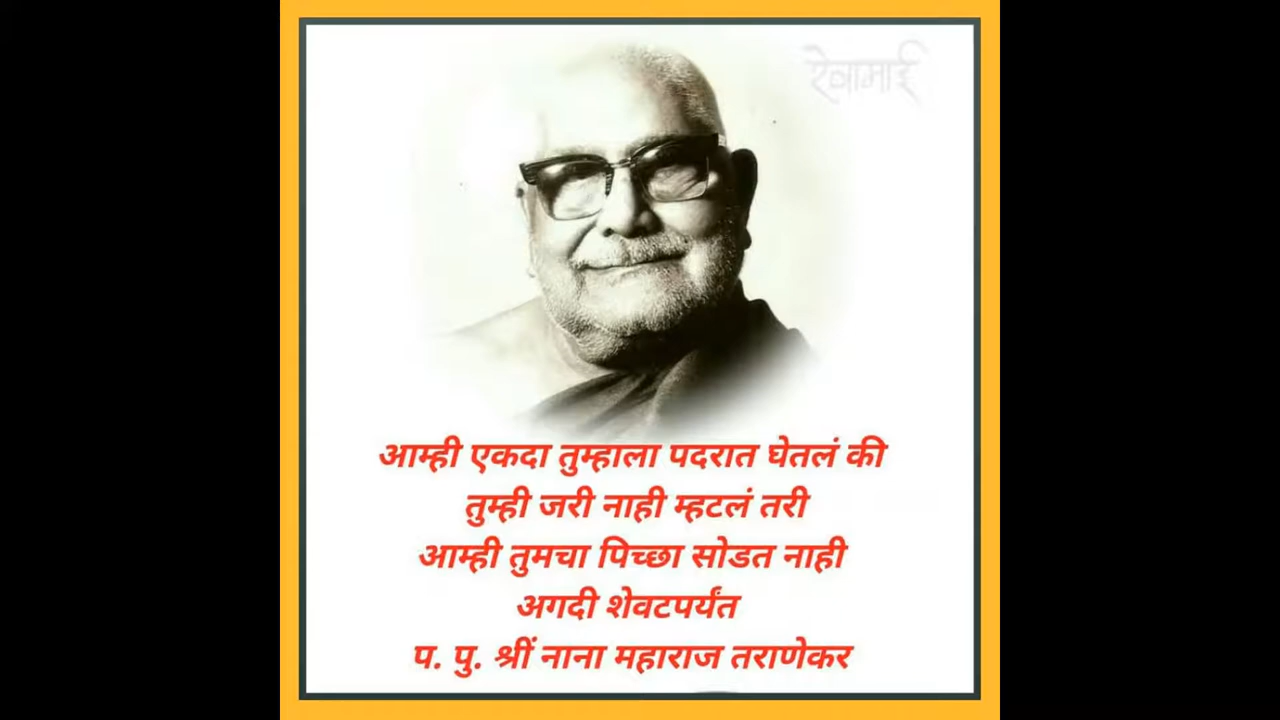 रेवामाई
आम्ही एकदा तुम्हाला पदरात घेतलं की
तुम्ही जरी नाही म्हटलं तरी
आम्ही तुमचा पिच्छा सोडत नाही
अगदी शेवटपर्यंत
प. पु. श्रीं नाना महाराज तराणेकर